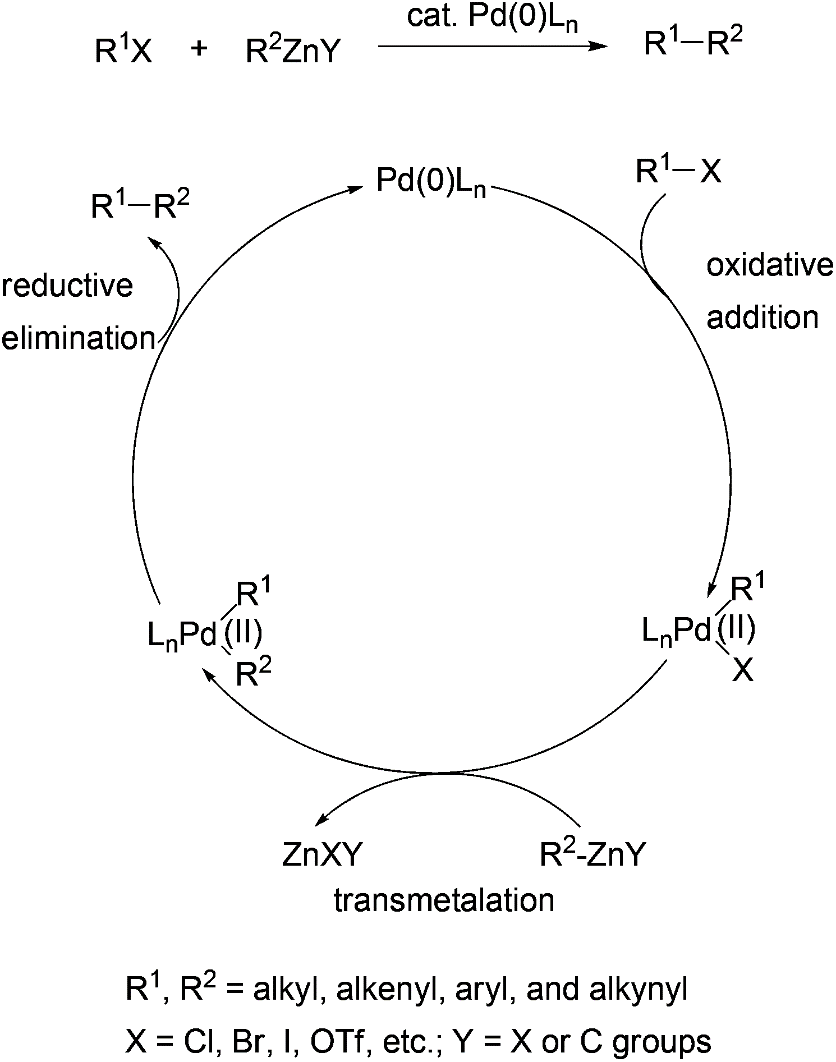 R¹X + R²ZnY cat. Pd(0)Lₙ R¹−R²
Pd(0)Lₙ
R¹−X
R¹−R²
oxidative
addition
reductive
elimination
LₙPd(II) R¹ X
LₙPd(II) R¹ R²
ZnXY R²-ZnY
transmetalation
R¹, R² = alkyl, alkenyl, aryl, and alkynyl
X = Cl, Br, I, OTf, etc.; Y = X or C groups